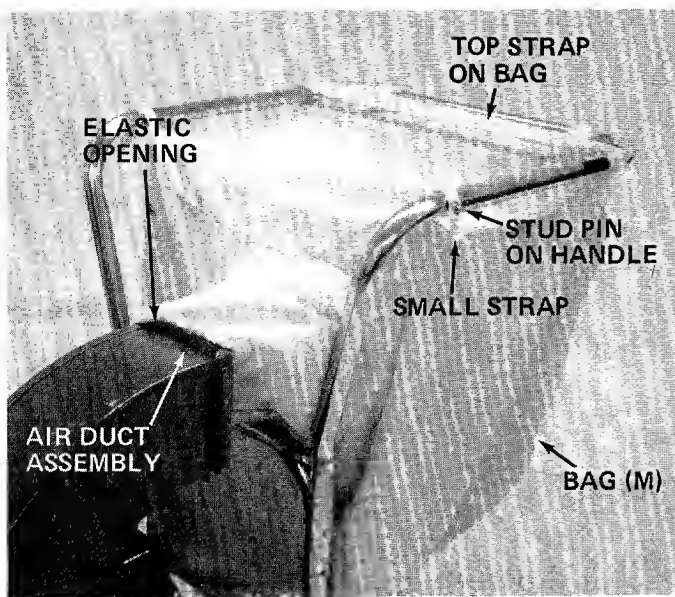 TOP STRAP
ON BAG
ELASTIC
OPENING
STUD PIN
ON HANDLE
SMALL STRAP
AIR DUCT
ASSEMBLY
BAG (M)